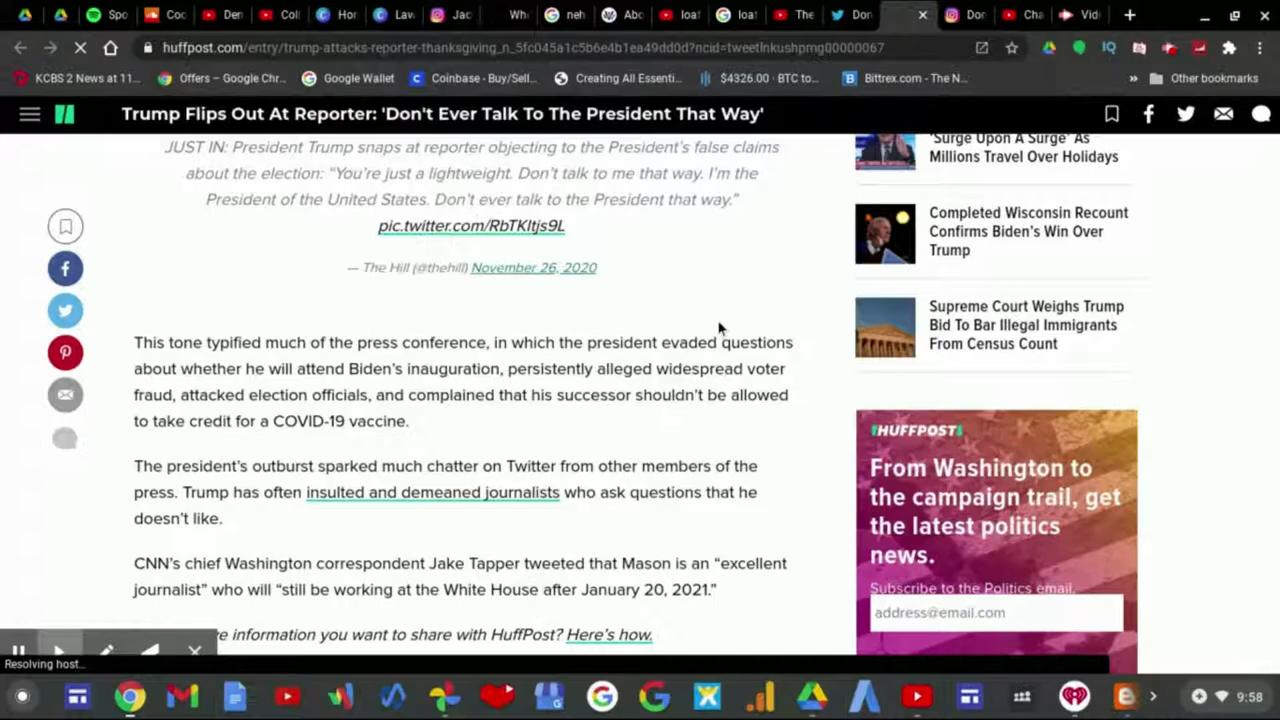 Spo
Coo
Der
Col
Hor
Law
Jac
Wh
neh
Abo
loaf
loaf
The
Don
Don
Cha
Vid
huffpost.com/entry/trump-attacks-reporter-thanksgiving_n_5fc045a1c5b6e4b1ea49dd0d?ncid=tweetlnkushpmg00000067
KCBS 2 News at 11...
Offers – Google Chr...
Google Wallet
Coinbase - Buy/Sell...
Creating All Essenti...
$4326.00 · BTC to...
Bittrex.com - The N...
Other bookmarks
Trump Flips Out At Reporter: 'Don't Ever Talk To The President That Way'
JUST IN: President Trump snaps at reporter objecting to the President's false claims
about the election: “You're just a lightweight. Don't talk to me that way. I'm the
President of the United States. Don't ever talk to the President that way.”
pic.twitter.com/RbTKltjs9L
— The Hill (@thehill) November 26, 2020
This tone typified much of the press conference, in which the president evaded questions
about whether he will attend Biden's inauguration, persistently alleged widespread voter
fraud, attacked election officials, and complained that his successor shouldn't be allowed
to take credit for a COVID-19 vaccine.
The president's outburst sparked much chatter on Twitter from other members of the
press. Trump has often insulted and demeaned journalists who ask questions that he
doesn't like.
CNN's chief Washington correspondent Jake Tapper tweeted that Mason is an “excellent
journalist” who will “still be working at the White House after January 20, 2021.”
information you want to share with HuffPost? Here's how.
'Surge Upon A Surge' As
Millions Travel Over Holidays
Completed Wisconsin Recount
Confirms Biden's Win Over
Trump
Supreme Court Weighs Trump
Bid To Bar Illegal Immigrants
From Census Count
HUFFPOST
From Washington to
the campaign trail, get
the latest politics
news.
Subscribe to the Politics email.
address@email.com
Resolving host...
9:58